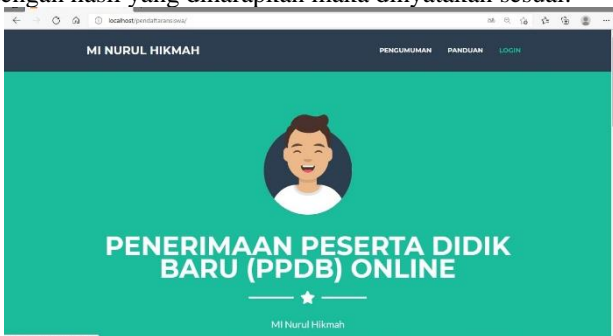 dengan hasil yang diharapkan maka dinyatakan sesuai.
localhost/pendaftaransiswa/
MI NURUL HIKMAH
PENGUMUMAN PANDUAN LOGIN
PENERIMAAN PESERTA DIDIK
BARU (PPDB) ONLINE
MI Nurul Hikmah